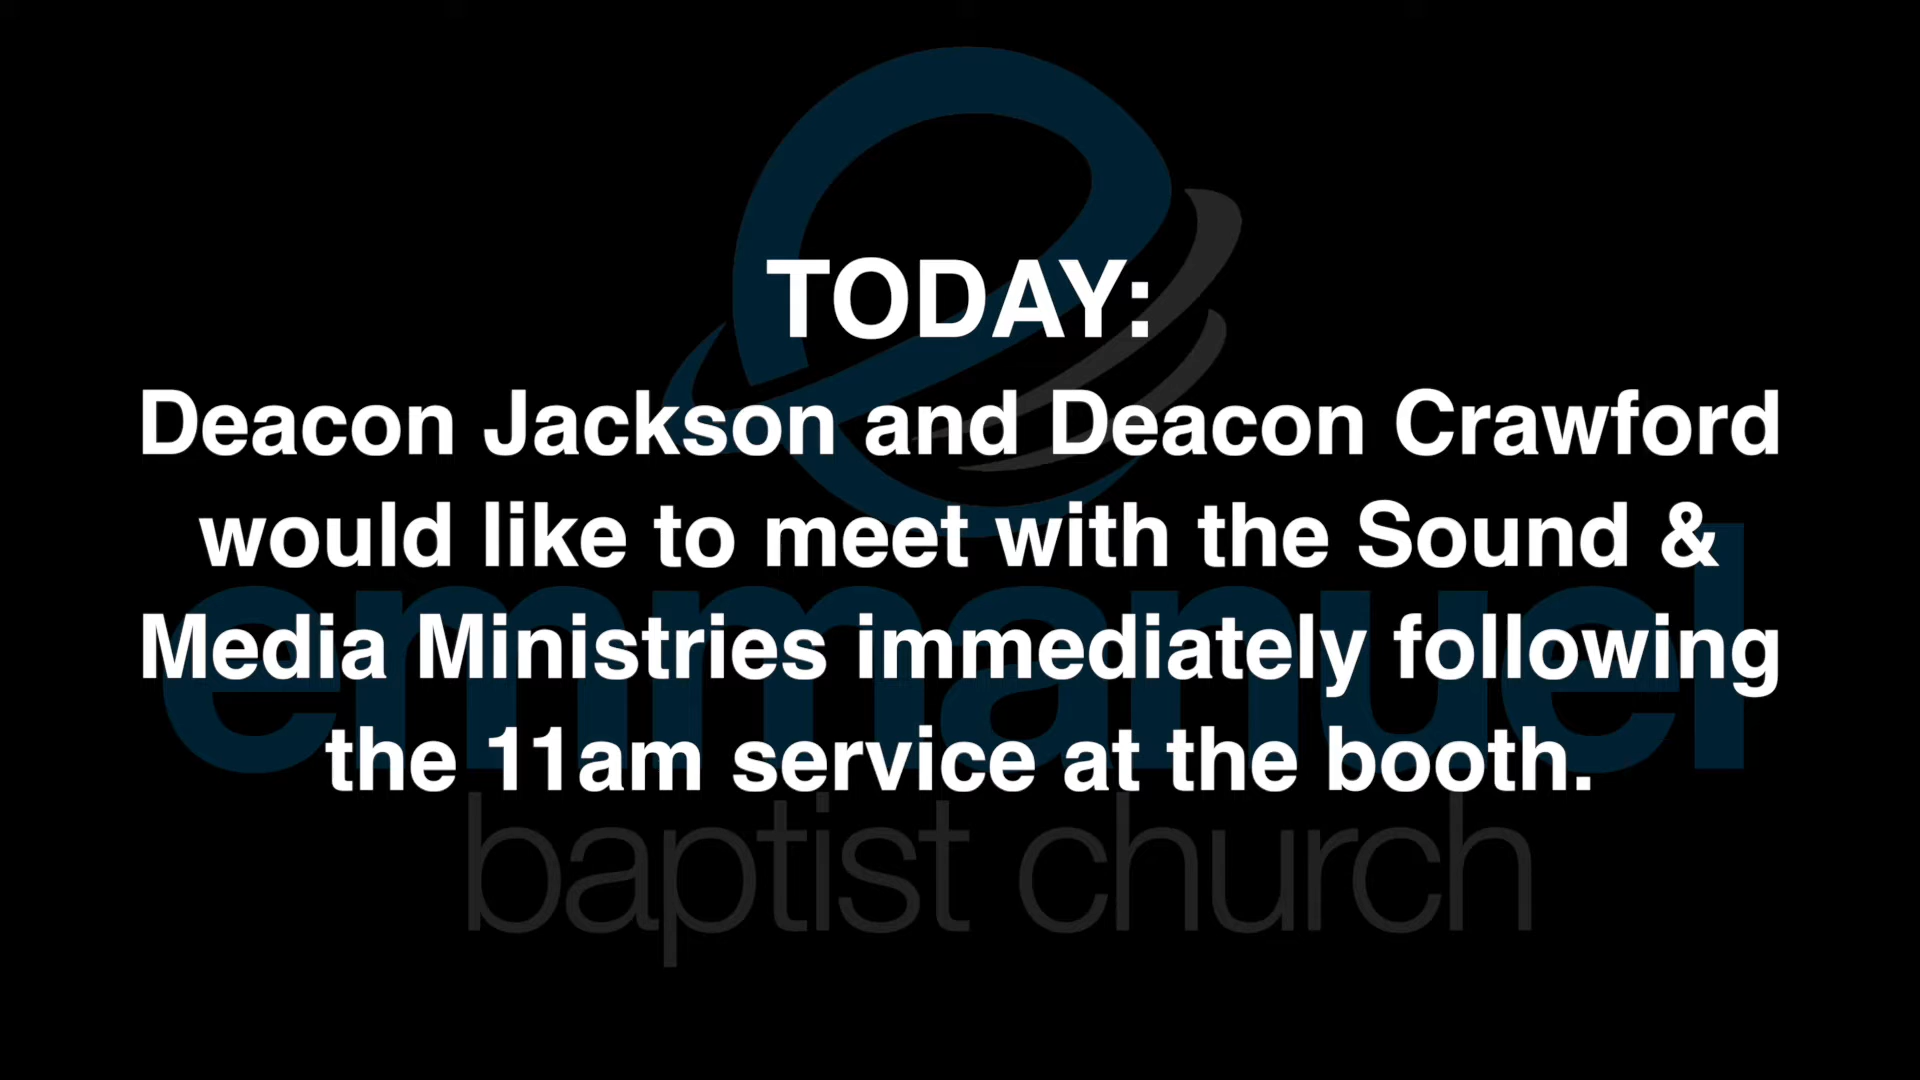 TODAY:
Deacon Jackson and Deacon Crawford
would like to meet with the Sound &
Media Ministries immediately following
the 11am service at the booth.
emmanuel
baptist church